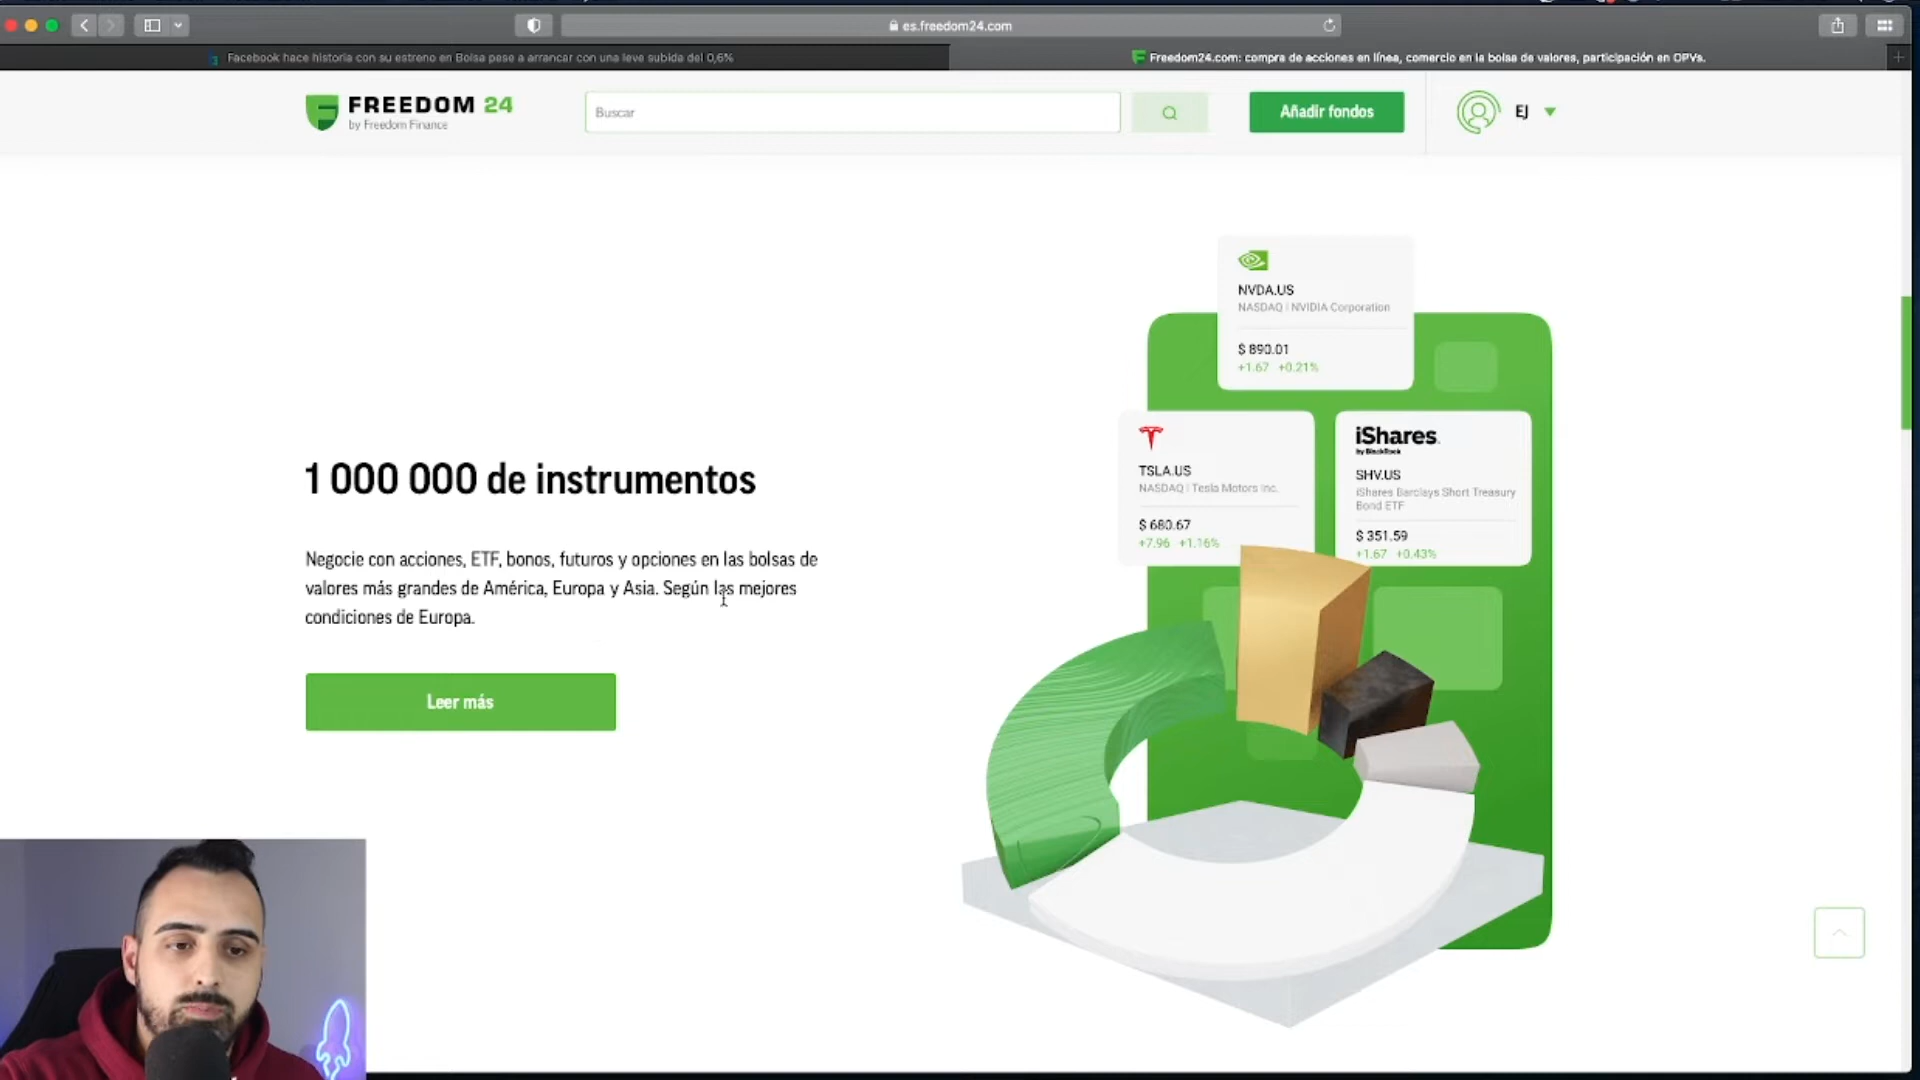 es.freedom24.com
Facebook hace historia con su estreno en Bolsa pese a arrancar con una leve subida del 0,6%
Freedom24.com: compra de acciones en línea, comercio en la bolsa de valores, participación en OPVs.
FREEDOM 24
by Freedom Finance
Buscar
Añadir fondos
EJ
NVDA.US
NASDAQ | NVIDIA Corporation
$ 890.01
+1.67 +0.21%
TSLA.US
NASDAQ | Tesla Motors Inc.
$ 680.67
+7.96 +1.16%
iShares.
by BlackRock
SHV.US
iShares Barclays Short Treasury
Bond ETF
$ 351.59
+1.67 +0.43%
1 000 000 de instrumentos
Negocie con acciones, ETF, bonos, futuros y opciones en las bolsas de
valores más grandes de América, Europa y Asia. Según las mejores
condiciones de Europa.
Leer más